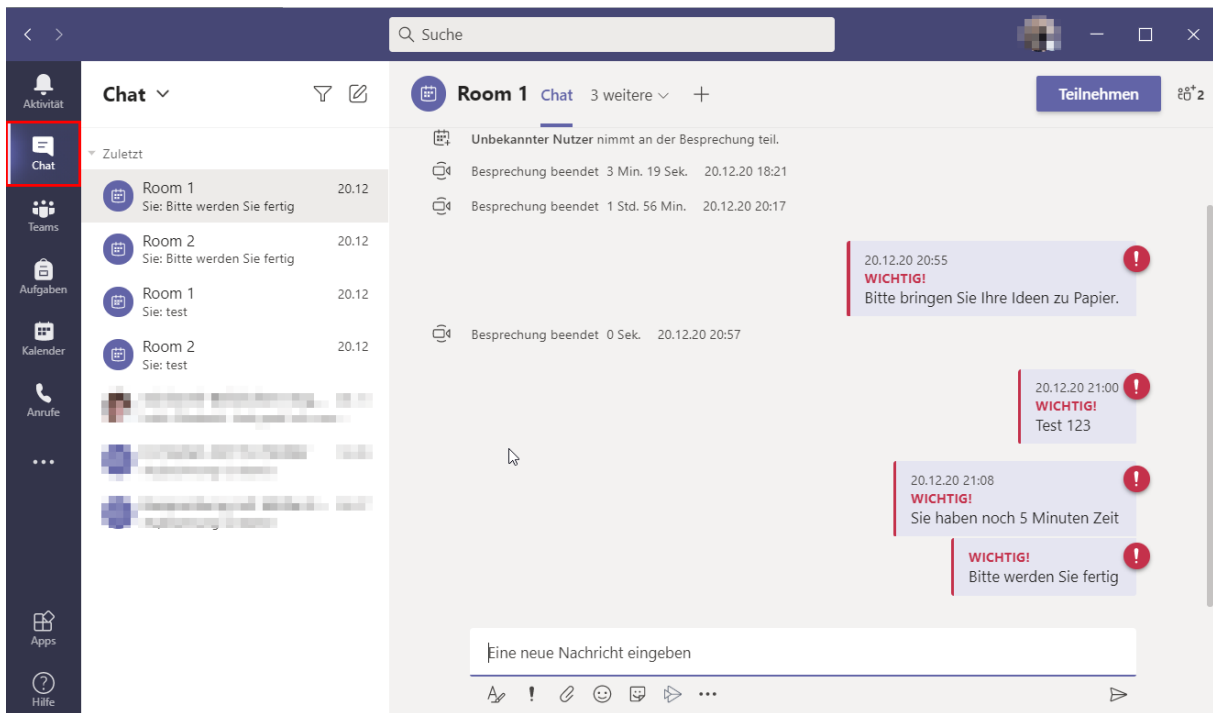 Suche
Aktivität
Chat
Teams
Aufgaben
Kalender
Anrufe
Apps
Hilfe
Chat
Zuletzt
Room 1 20.12
Sie: Bitte werden Sie fertig
Room 2 20.12
Sie: Bitte werden Sie fertig
Room 1 20.12
Sie: test
Room 2 20.12
Sie: test
Room 1 Chat 3 weitere Teilnehmen 2
Unbekannter Nutzer nimmt an der Besprechung teil.
Besprechung beendet 3 Min. 19 Sek. 20.12.20 18:21
Besprechung beendet 1 Std. 56 Min. 20.12.20 20:17
20.12.20 20:55
WICHTIG!
Bitte bringen Sie Ihre Ideen zu Papier.
Besprechung beendet 0 Sek. 20.12.20 20:57
20.12.20 21:00
WICHTIG!
Test 123
20.12.20 21:08
WICHTIG!
Sie haben noch 5 Minuten Zeit
WICHTIG!
Bitte werden Sie fertig
Eine neue Nachricht eingeben